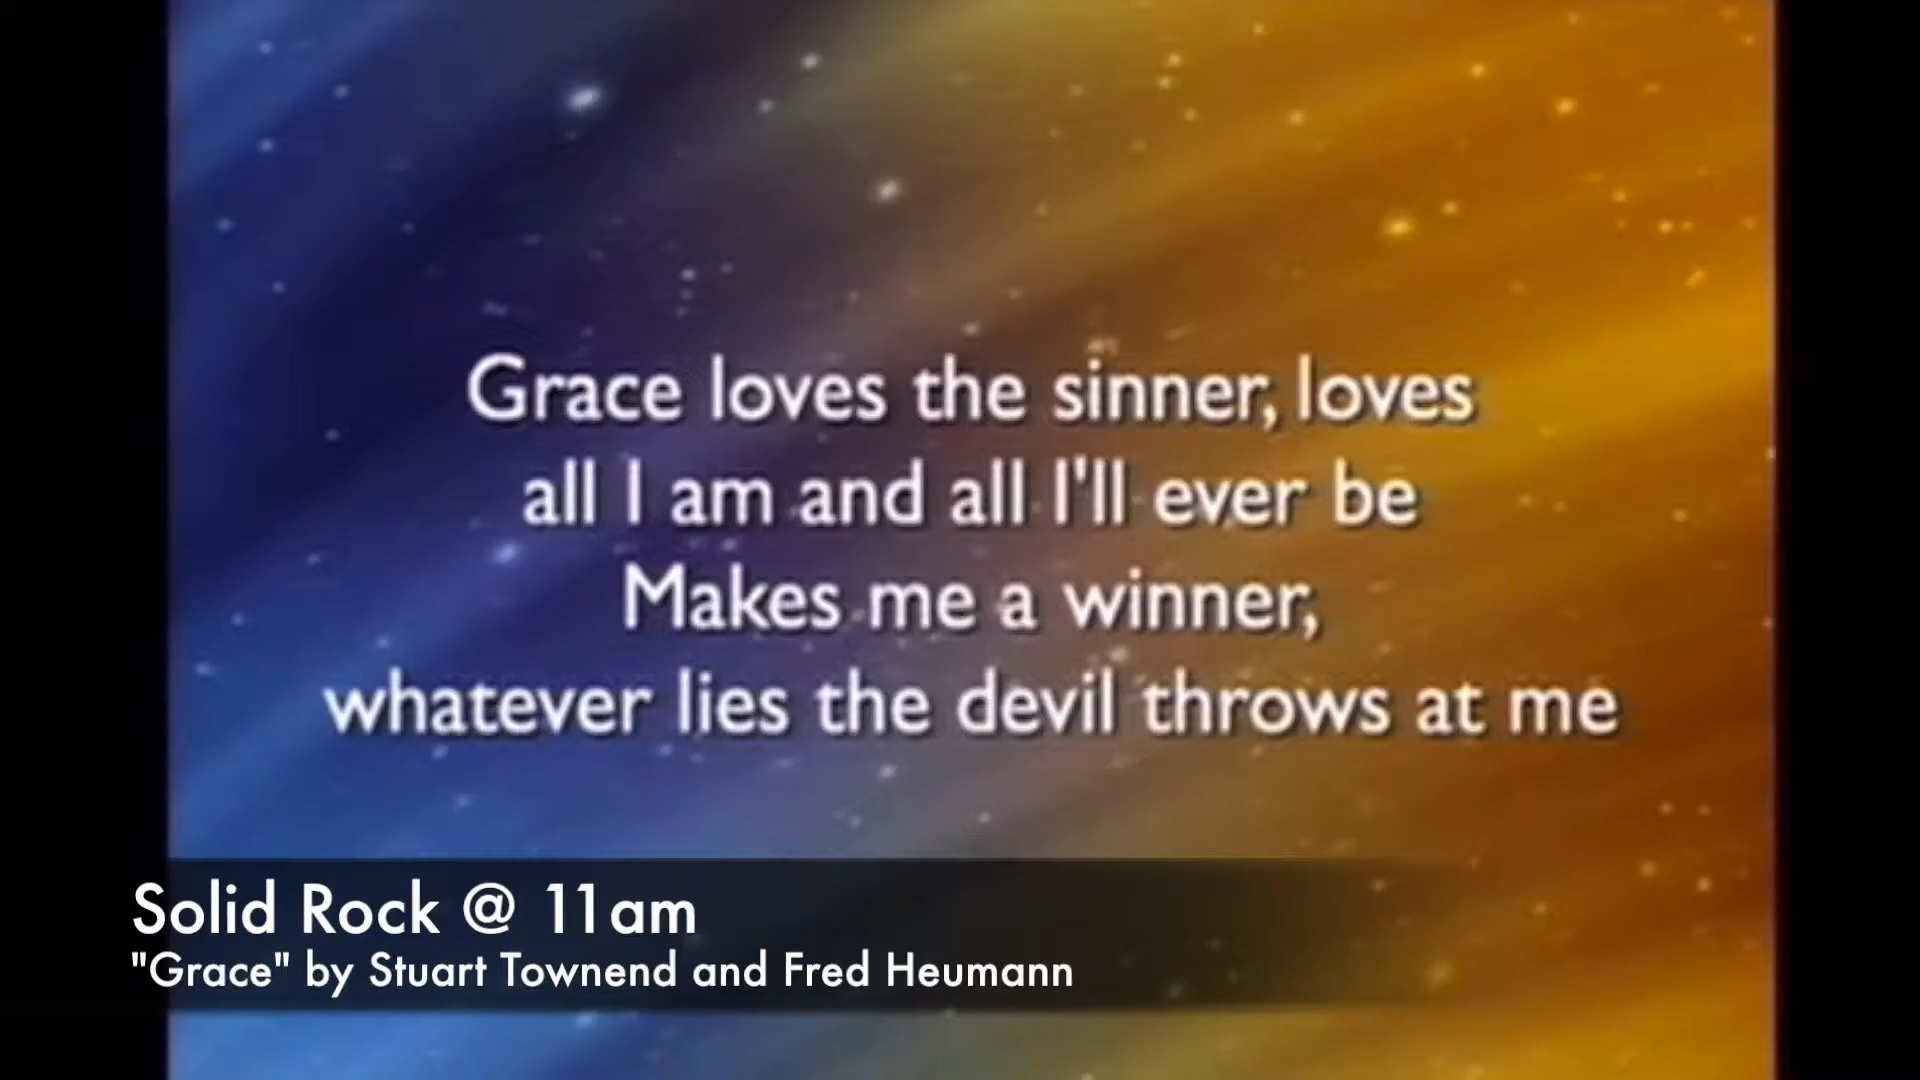 Grace loves the sinner, loves
all I am and all I'll ever be
Makes me a winner,
whatever lies the devil throws at me
Solid Rock @ 11am
"Grace" by Stuart Townend and Fred Heumann